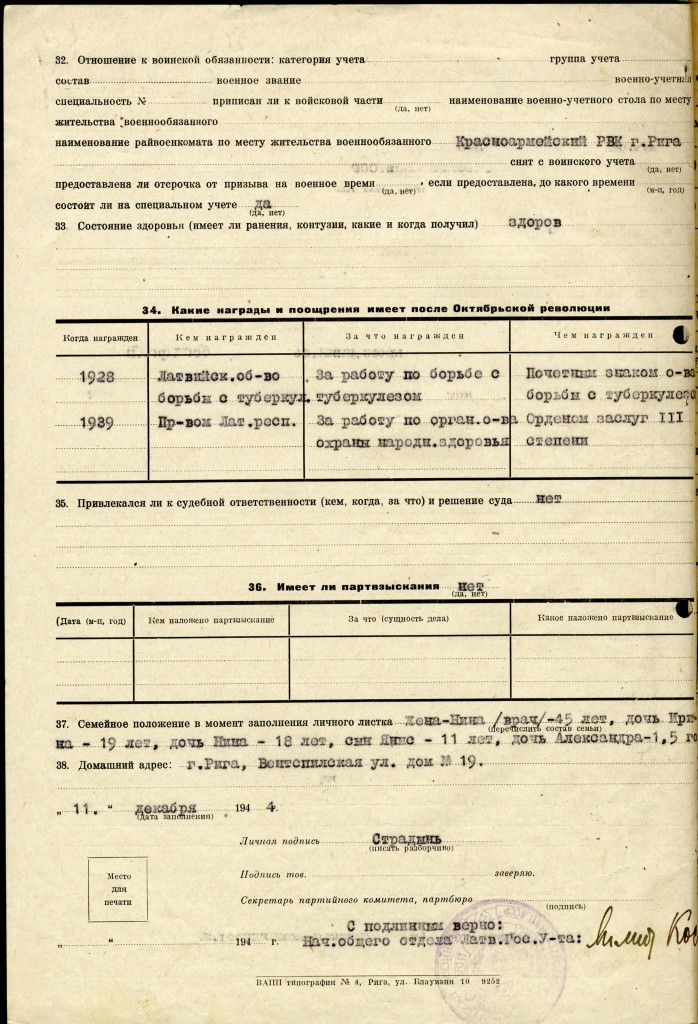 32. Отношение к воинской обязанности: категория учета группа учета
состав военное звание военно-учетная
специальность № приписан ли к войсковой части наименование военно-учетного стола по месту
(да, нет)
жительства военнообязанного
наименование райвоенкомата по месту жительства военнообязанного Красноармейский РВК г.Рига
снят с воинского учета
(да, нет)
предоставлена ли отсрочка от призыва на военное время , если предоставлена, до какого времени
(да, нет) (м-ц, год)
состоит ли на специальном учете да
(да, нет)
33. Состояние здоровья (имеет ли ранения, контузии, какие и когда получил) здоров
34. Какие награды и поощрения имеет после Октябрьской революции
Когда награжден Кем награжден За что награжден Чем награжден
1928 Латвийск.об-во За работу по борьбе с Почетным знаком о-ва
борьбы с туберкул. туберкулезом борьбы с туберкулезо
1939 Пр-вом Лат.респ. За работу по орган.о-ва Орденом заслуг III
охраны народн.здоровья степени
35. Привлекался ли к судебной ответственности (кем, когда, за что) и решение суда нет
36. Имеет ли партвзыскания нет
(да, нет)
(Дата (м-ц, год) Кем наложено партвзыскание За что (сущность дела) Какое наложено партвзыскание
37. Семейное положение в момент заполнения личного листка жена-Нина /врач/-45 лет, дочь Ири
(перечислить состав семьи)
на - 19 лет, дочь Нина - 18 лет, сын Янис - 11 лет, дочь Александра-1,5 го
38. Домашний адрес: г.Рига, Вентспилская ул. дом № 19.
„ 11. “ декабря 194 4.
(Дата заполнения)
Личная подпись Страдынь
(писать разборчиво)
Место
для
печати
Подпись тов. заверяю.
Секретарь партийного комитета, партбюро
(подпись)
С подлинным верно:
„ “ 194 г. Нач.общего отдела Латв.Гос.У-та:
ВАПП типография № 4, Рига, ул. Блауманя 10 9252